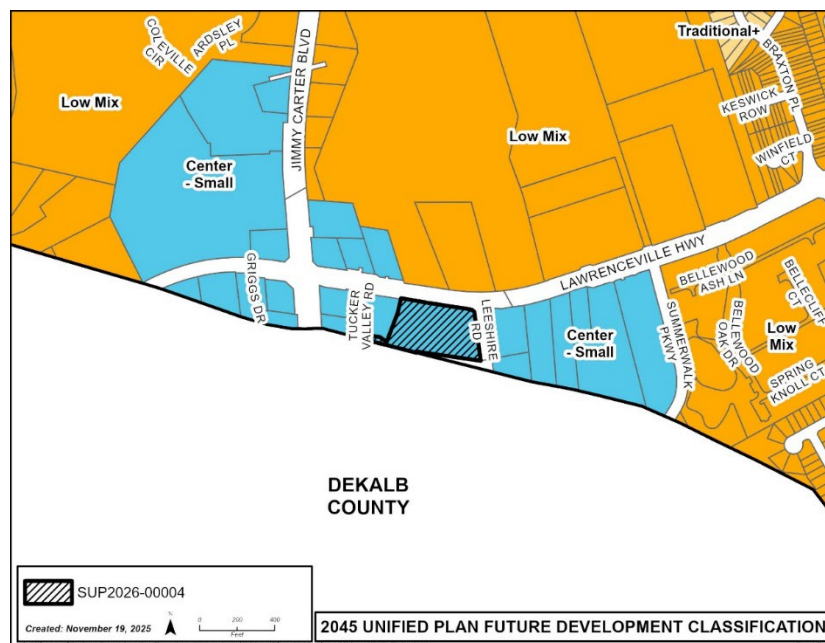 COLEVILLE
CIR
ARDSLEY
PL
JIMMY CARTER BLVD
Traditional+
BRAXTON PL
KESWICK
ROW
WINFIELD
CT
Low Mix
Low Mix
Center
- Small
LAWRENCEVILLE HWY
GRIGGS DR
TUCKER
VALLEY RD
LEESHIRE
RD
BELLEWOOD
ASH LN
BELLECLIFF
CT
SUMMERWALK
PKWY
BELLEWOOD
OAK DR
Low
Mix
Center
- Small
SPRING
KNOLL CT
DEKALB
COUNTY
SUP2026-00004
Created: November 19, 2025
N
0 200 400
Feet
2045 UNIFIED PLAN FUTURE DEVELOPMENT CLASSIFICATION